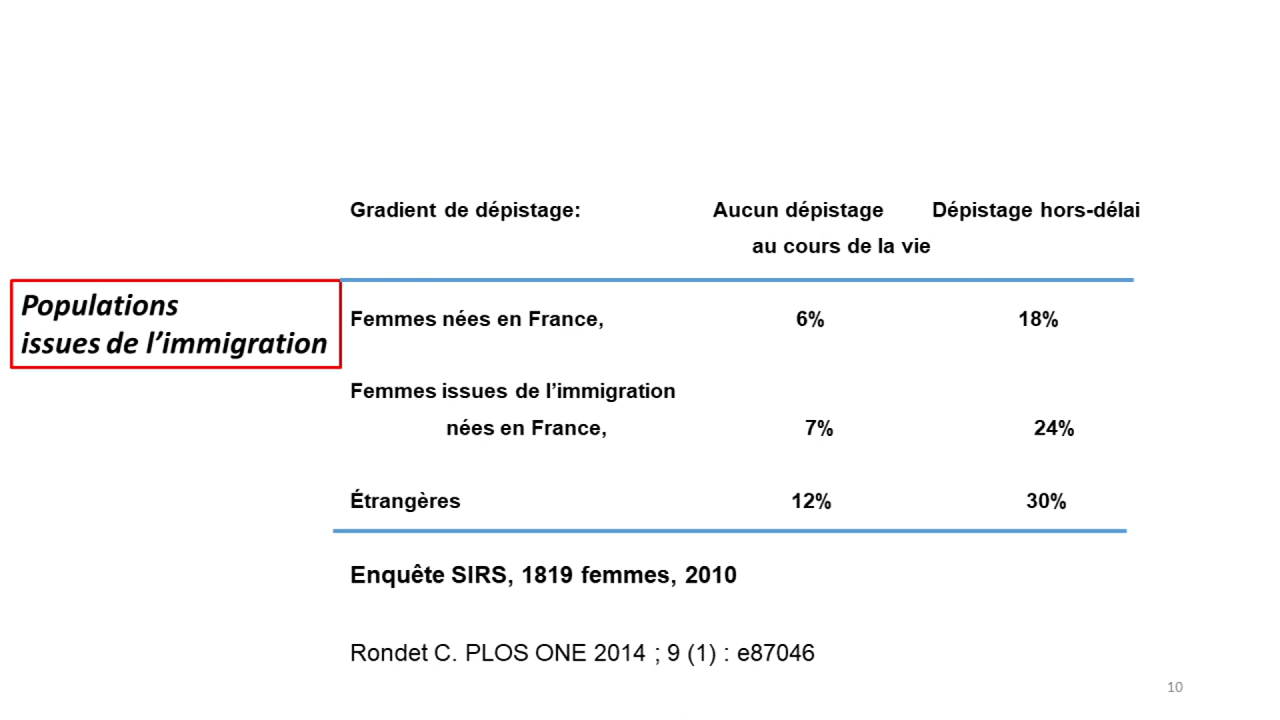 Gradient de dépistage: Aucun dépistage Dépistage hors-délai
au cours de la vie
Populations
issues de l'immigration
Femmes nées en France, 6% 18%
Femmes issues de l'immigration
nées en France, 7% 24%
Étrangères 12% 30%
Enquête SIRS, 1819 femmes, 2010
Rondet C. PLOS ONE 2014 ; 9 (1) : e87046
10